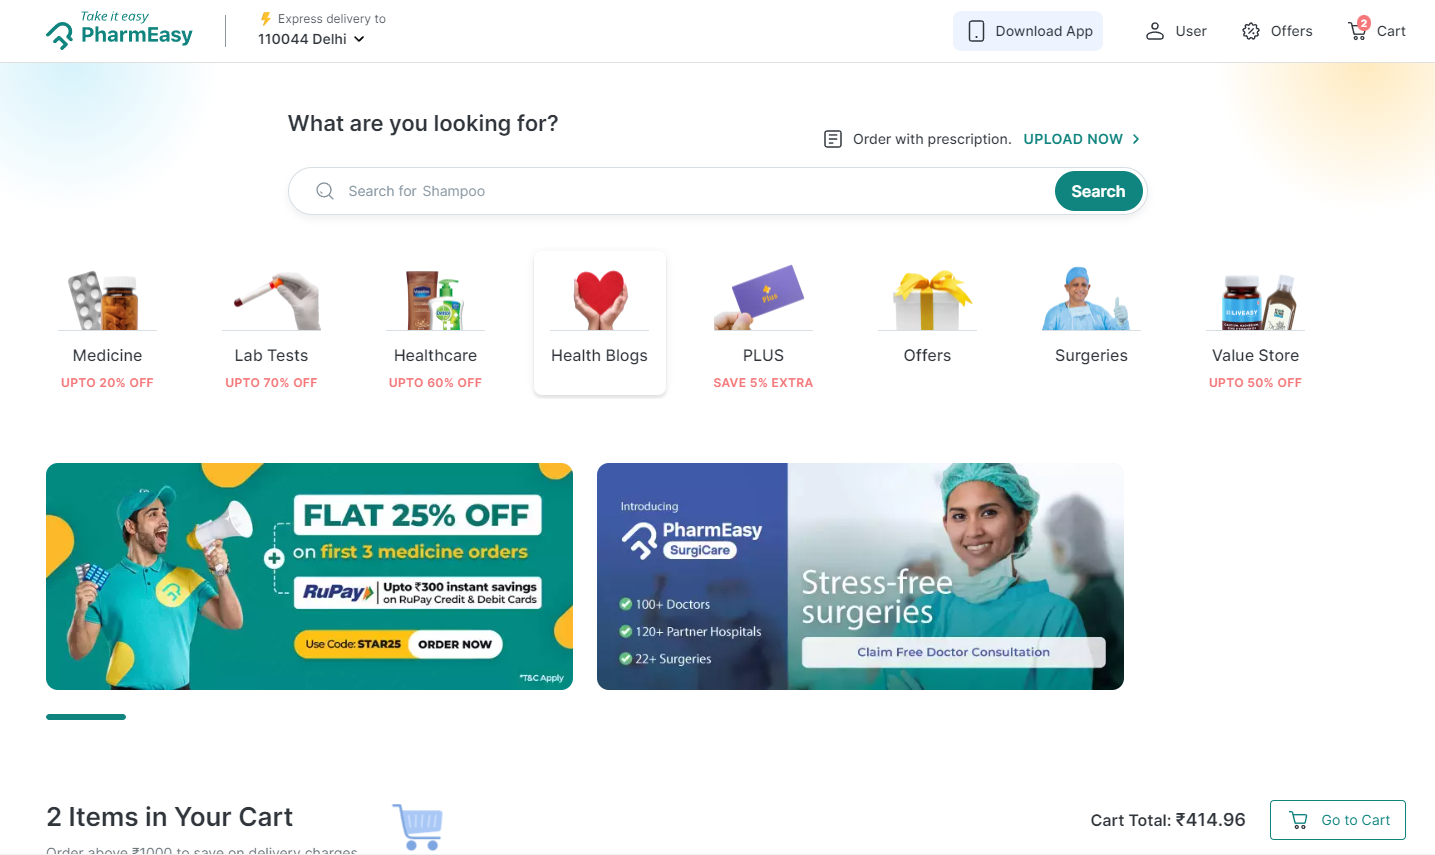 Take it easy
PharmEasy
Express delivery to
110044 Delhi
Download App
User
Offers
2
Cart
What are you looking for?
Order with prescription. UPLOAD NOW
Search for Shampoo
Search
Vaseline
Dettol
Plus
LIVEASY
Medicine
UPTO 20% OFF
Lab Tests
UPTO 70% OFF
Healthcare
UPTO 60% OFF
Health Blogs
PLUS
SAVE 5% EXTRA
Offers
Surgeries
Value Store
UPTO 50% OFF
FLAT 25% OFF
on first 3 medicine orders
RuPay
Upto ₹300 instant savings
on RuPay Credit & Debit Cards
Use Code: STAR25 ORDER NOW
*T&C Apply
Introducing
PharmEasy
SurgiCare
100+ Doctors
120+ Partner Hospitals
22+ Surgeries
Stress-free
surgeries
Claim Free Doctor Consultation
2 Items in Your Cart
Order above ₹1000 to save on delivery charges
Cart Total: ₹414.96
Go to Cart